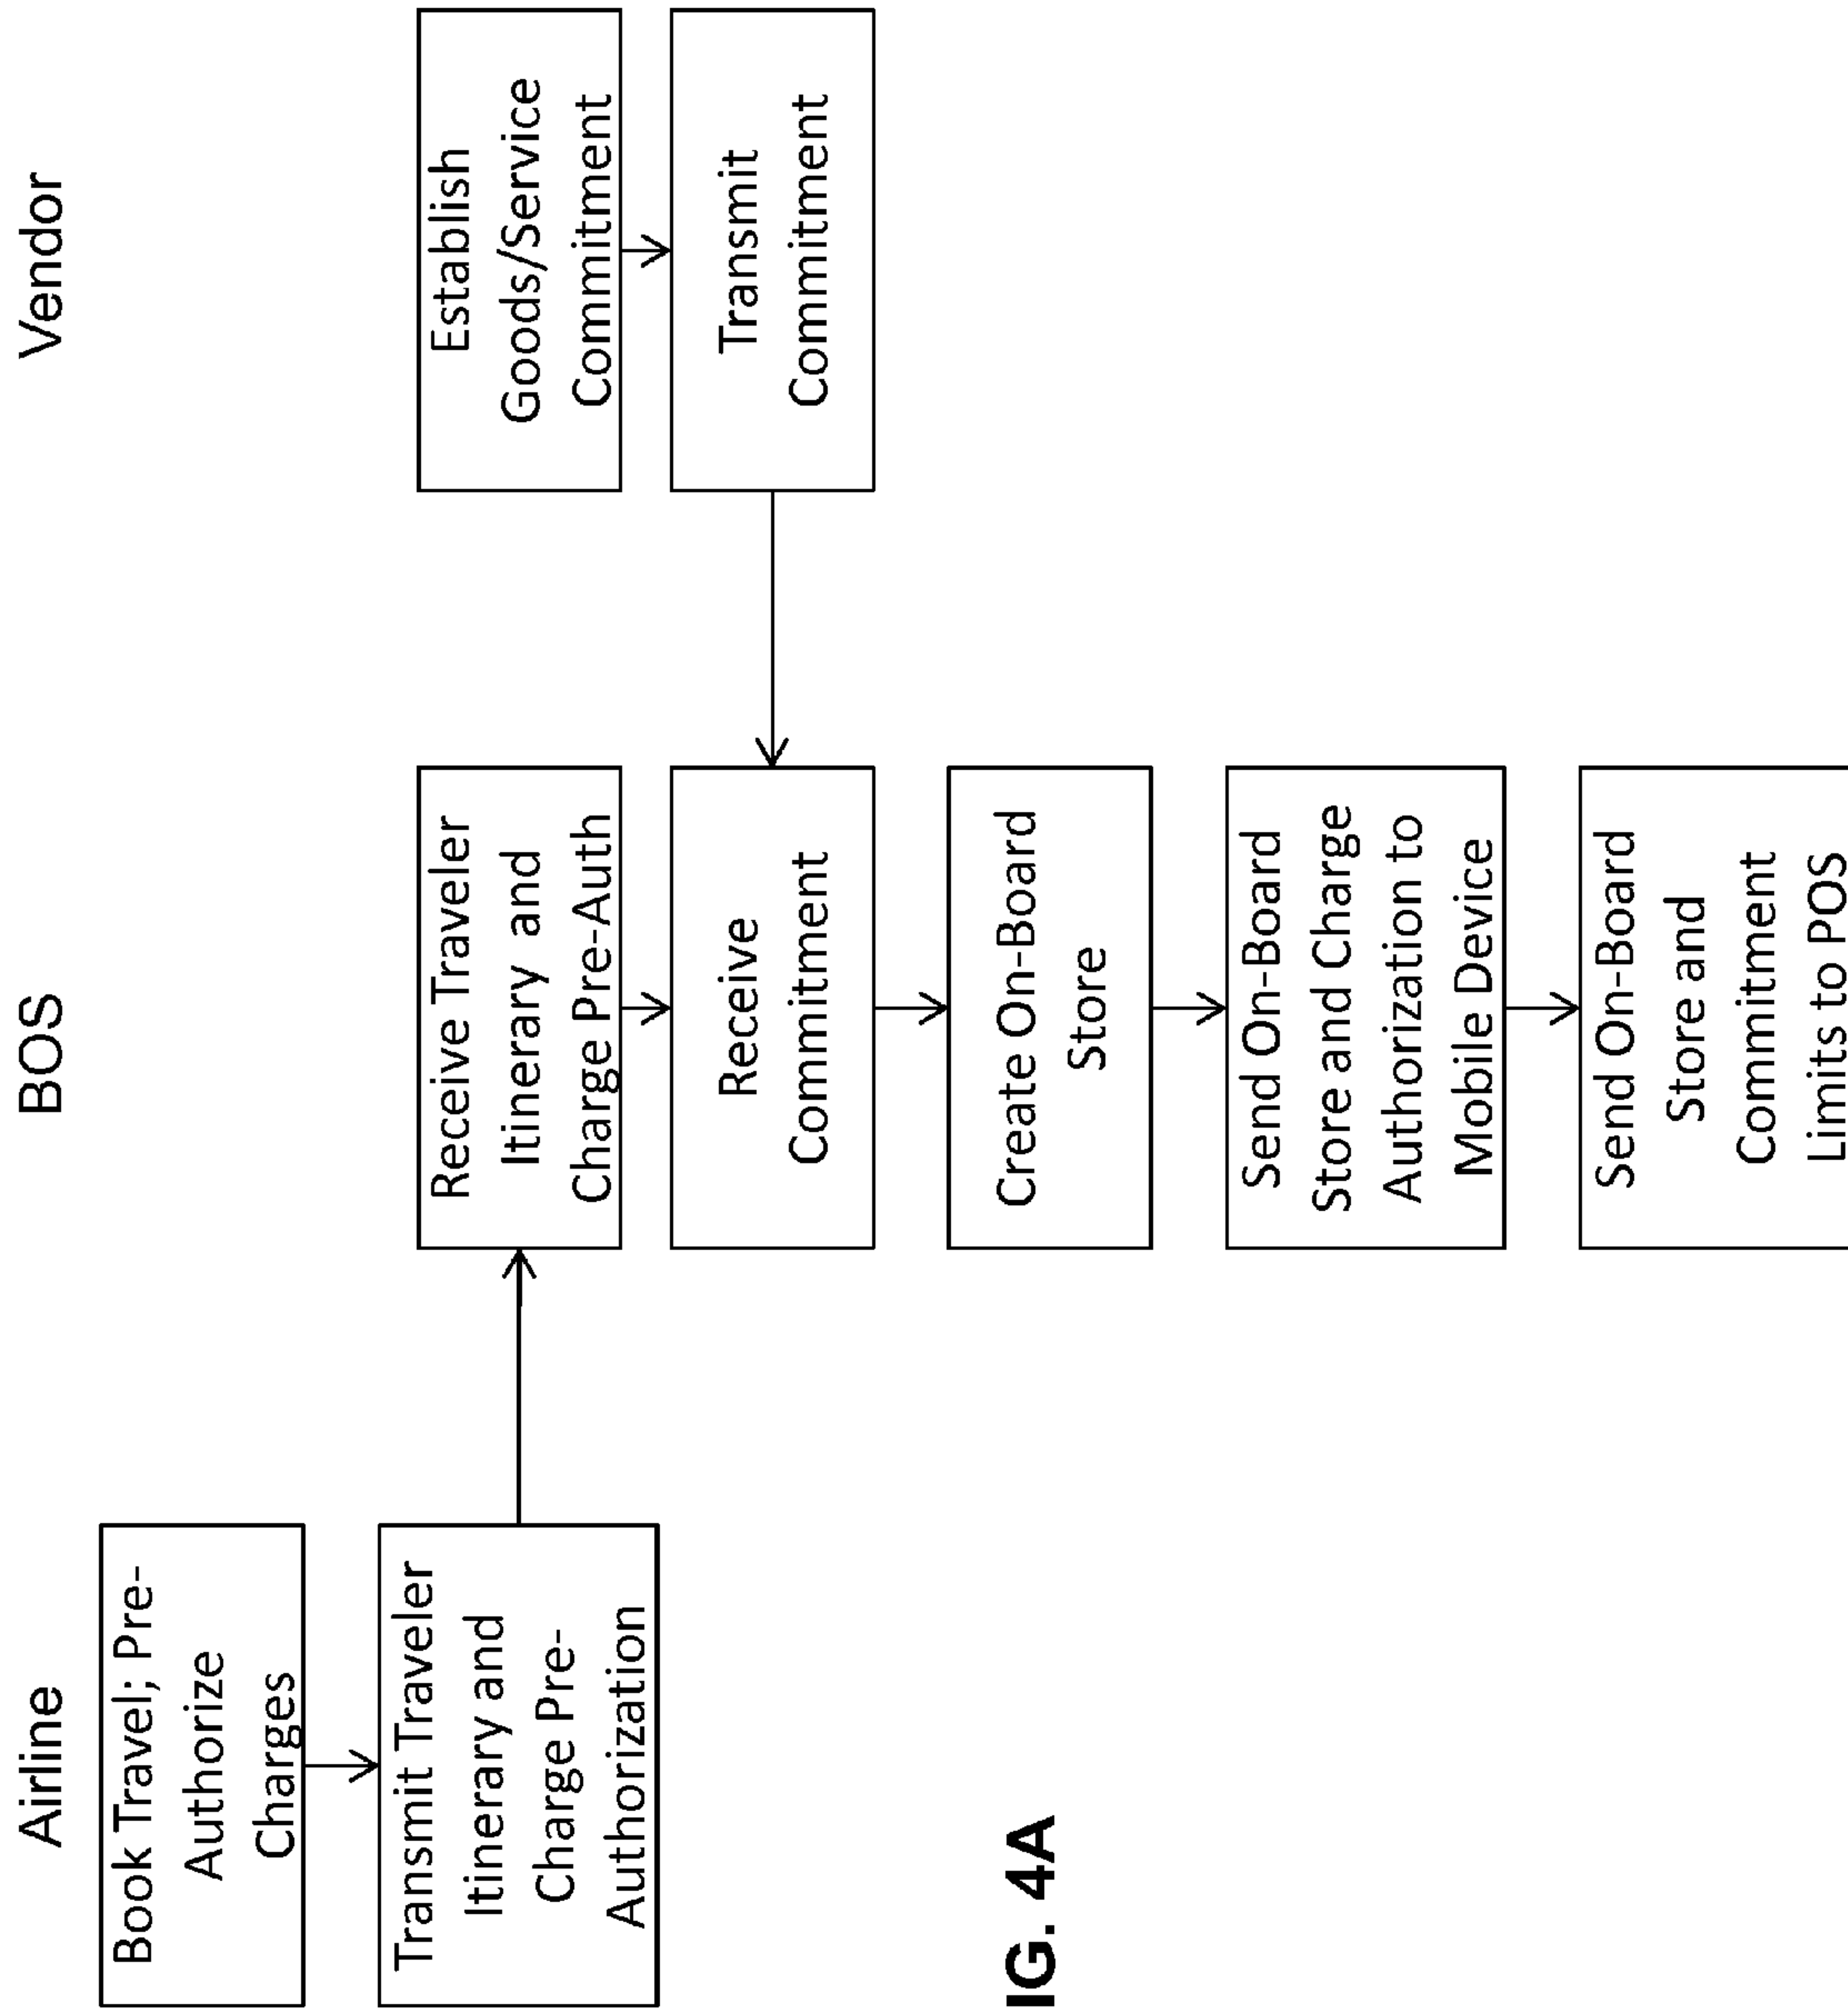 Airline
BOS
Vendor
Book Travel; Pre-
Authorize
Charges
Transmit Traveler
Itinerary and
Charge Pre-
Authorization
Receive Traveler
Itinerary and
Charge Pre-Auth
Receive
Commitment
Create On-Board
Store
Send On-Board
Store and Charge
Authorization to
Mobile Device
Send On-Board
Store and
Commitment
Limits to POS
Establish
Goods/Service
Commitment
Transmit
Commitment
IG. 4A